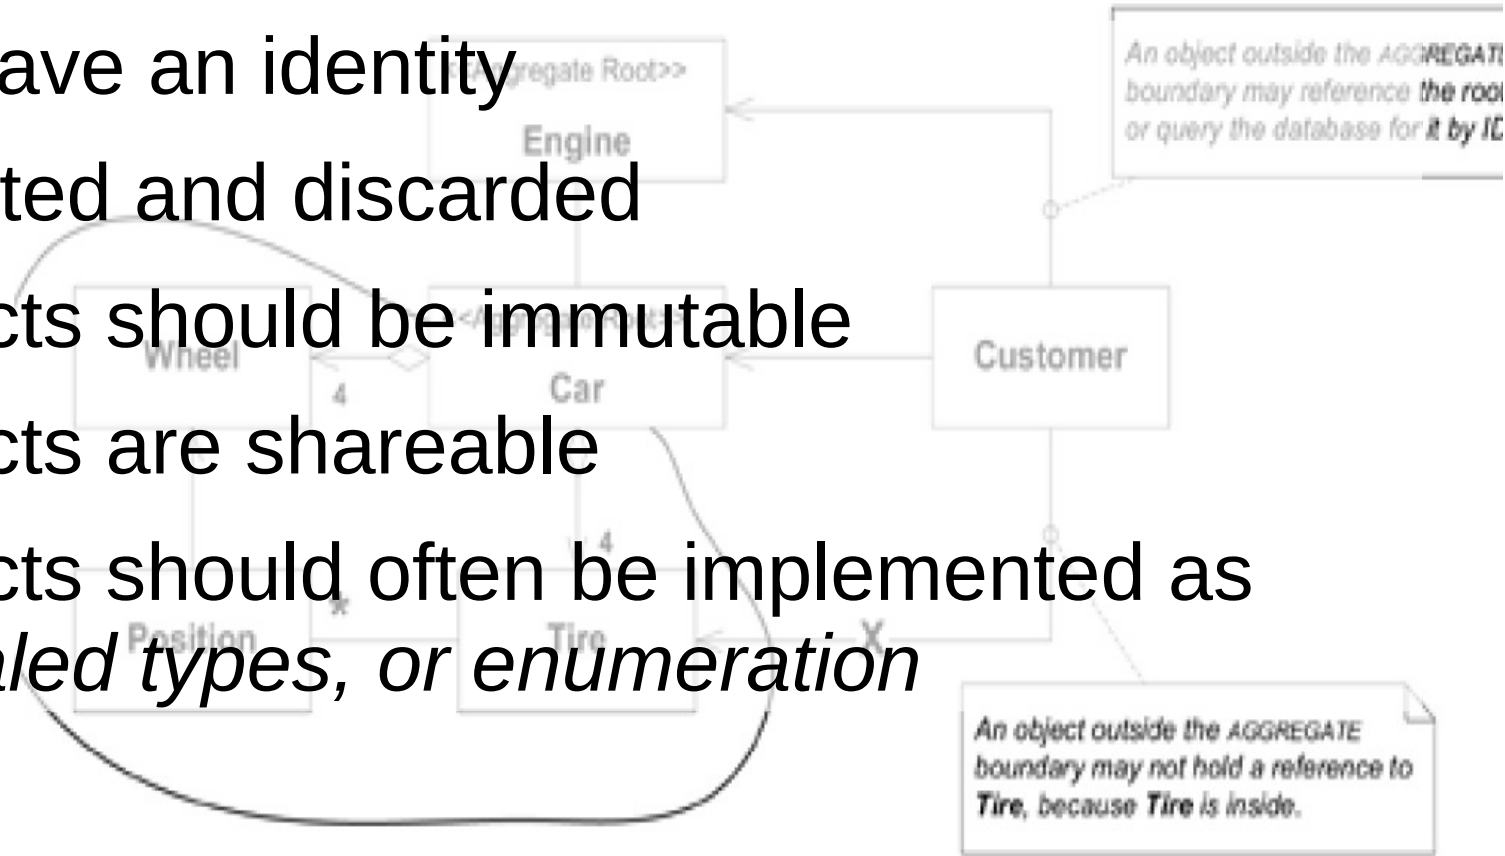 ave an identity
<<Aggregate Root>>
Engine
An object outside the AGGREGATE
boundary may reference the root
or query the database for it by ID
ted and discarded
cts should be immutable
<<Aggregate Root>>
Wheel
4
Car
Customer
cts are shareable
4
cts should often be implemented as
*
Position
Tire
X
aled types, or enumeration
An object outside the AGGREGATE
boundary may not hold a reference to
Tire, because Tire is inside.